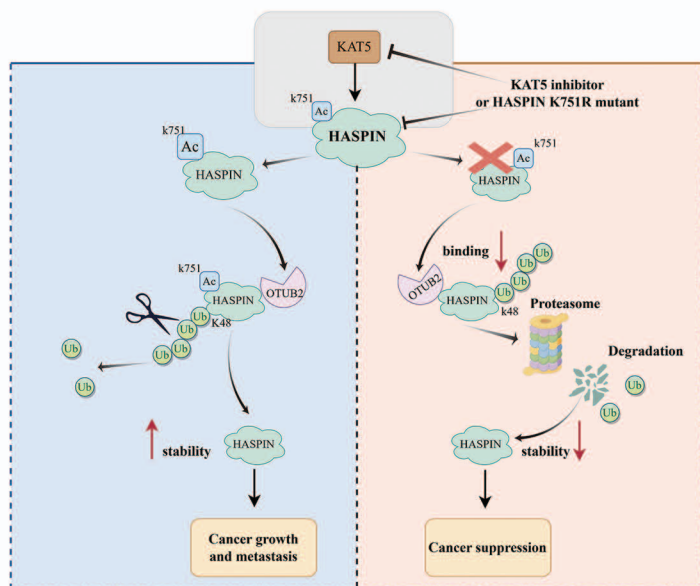 KAT5
k751
Ac
HASPIN
KAT5 inhibitor
or HASPIN K751R mutant
k751
Ac
HASPIN
k751
Ac
HASPIN
k751
Ac
HASPIN
OTUB2
K48
Ub
Ub
Ub
Ub
Ub
Ub
stability
HASPIN
Cancer growth
and metastasis
binding
OTUB2
HASPIN
k48
Ub
Ub
Ub
Ub
Ub
Proteasome
Degradation
Ub
Ub
HASPIN
stability
Cancer suppression